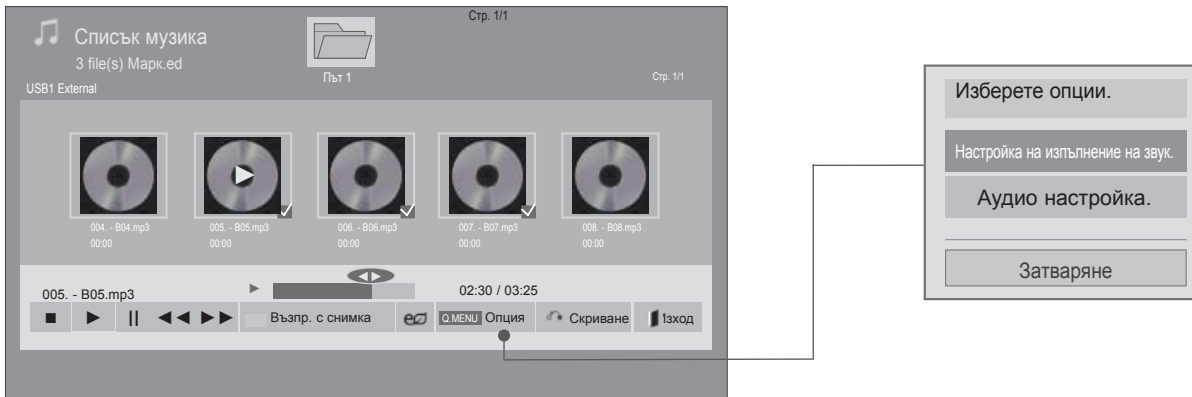 Стр. 1/1
Списък музика
3 file(s) Марк.ed
Път 1
Стр. 1/1
USB1 External
004. - B04.mp3
00:00
005. - B05.mp3
00:00
006. - B06.mp3
00:00
007. - B07.mp3
00:00
008. - B08.mp3
00:00
005. - B05.mp3
02:30 / 03:25
Възпр. с снимка
Q.MENU Опция
Скриване
1зход
Изберете опции.
Настройка на изпълнение на звук.
Аудио настройка.
Затваряне